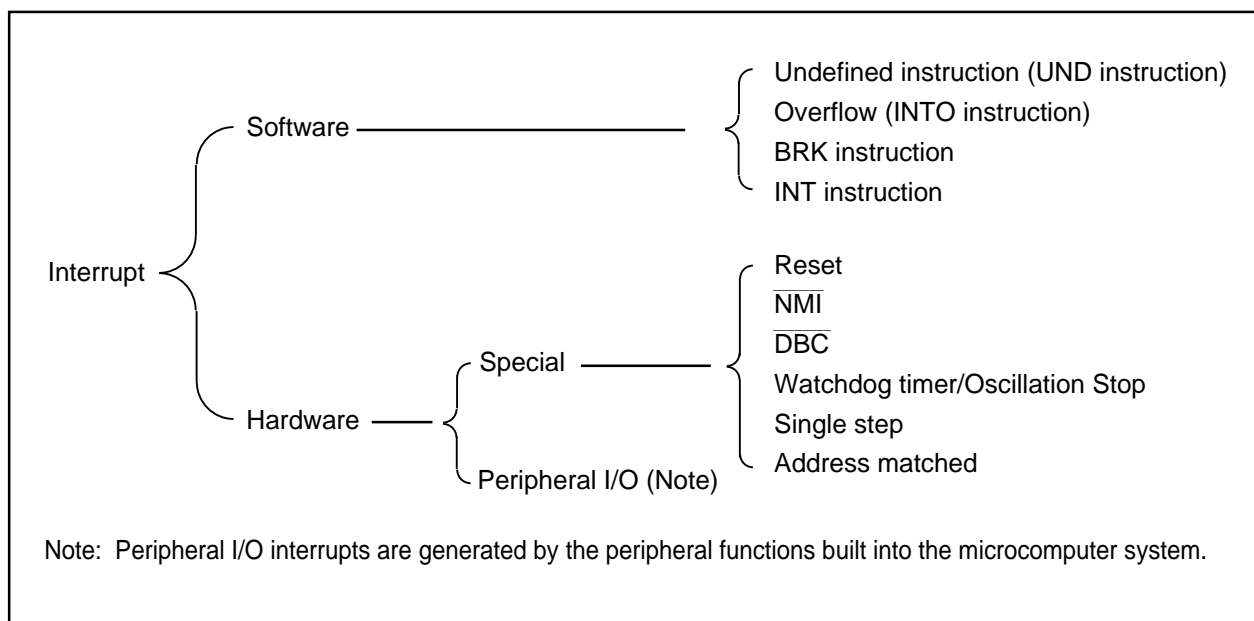 Interrupt
Software
Undefined instruction (UND instruction)
Overflow (INTO instruction)
BRK instruction
INT instruction
Hardware
Special
Reset
N̅M̅I̅
D̅B̅C̅
Watchdog timer/Oscillation Stop
Single step
Address matched
Peripheral I/O (Note)
Note: Peripheral I/O interrupts are generated by the peripheral functions built into the microcomputer system.